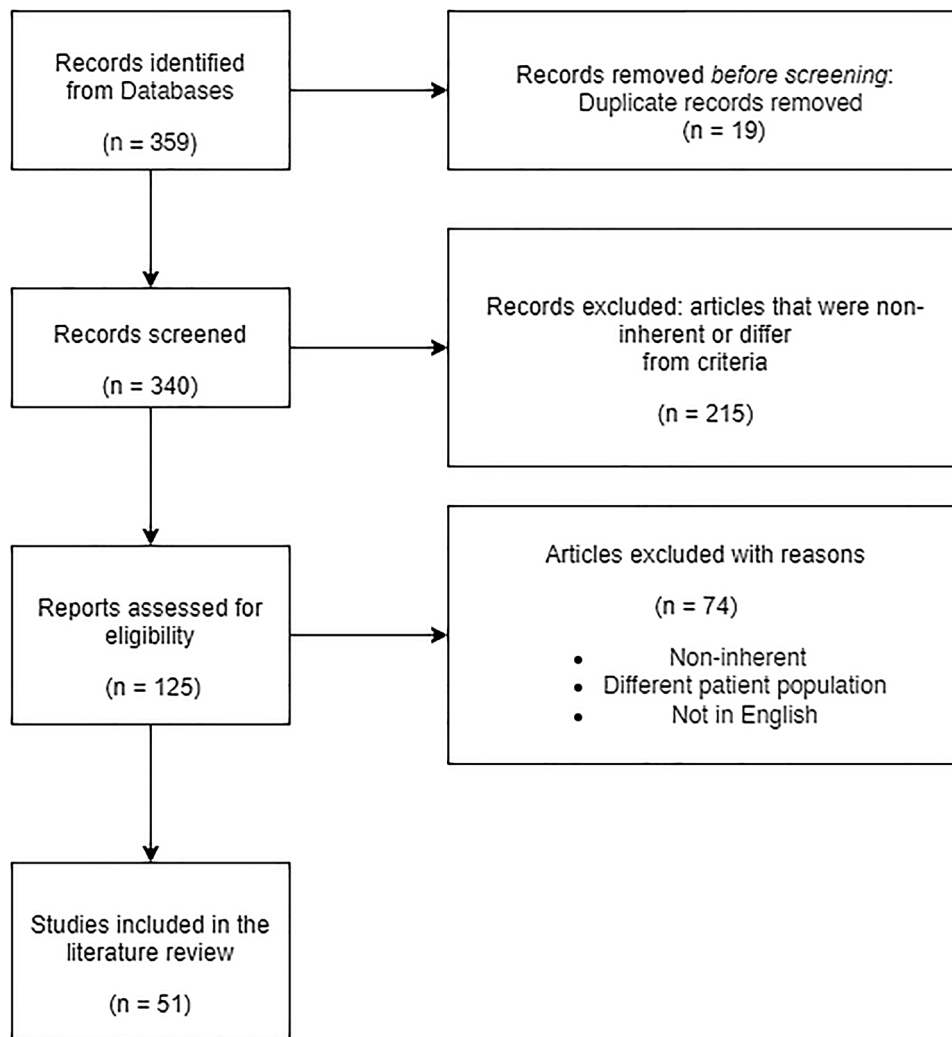 Records identified
from Databases
(n = 359)
Records removed before screening:
Duplicate records removed
(n = 19)
Records screened
(n = 340)
Records excluded: articles that were non-
inherent or differ
from criteria
(n = 215)
Reports assessed for
eligibility
(n = 125)
Articles excluded with reasons
(n = 74)
• Non-inherent
• Different patient population
• Not in English
Studies included in the
literature review
(n = 51)